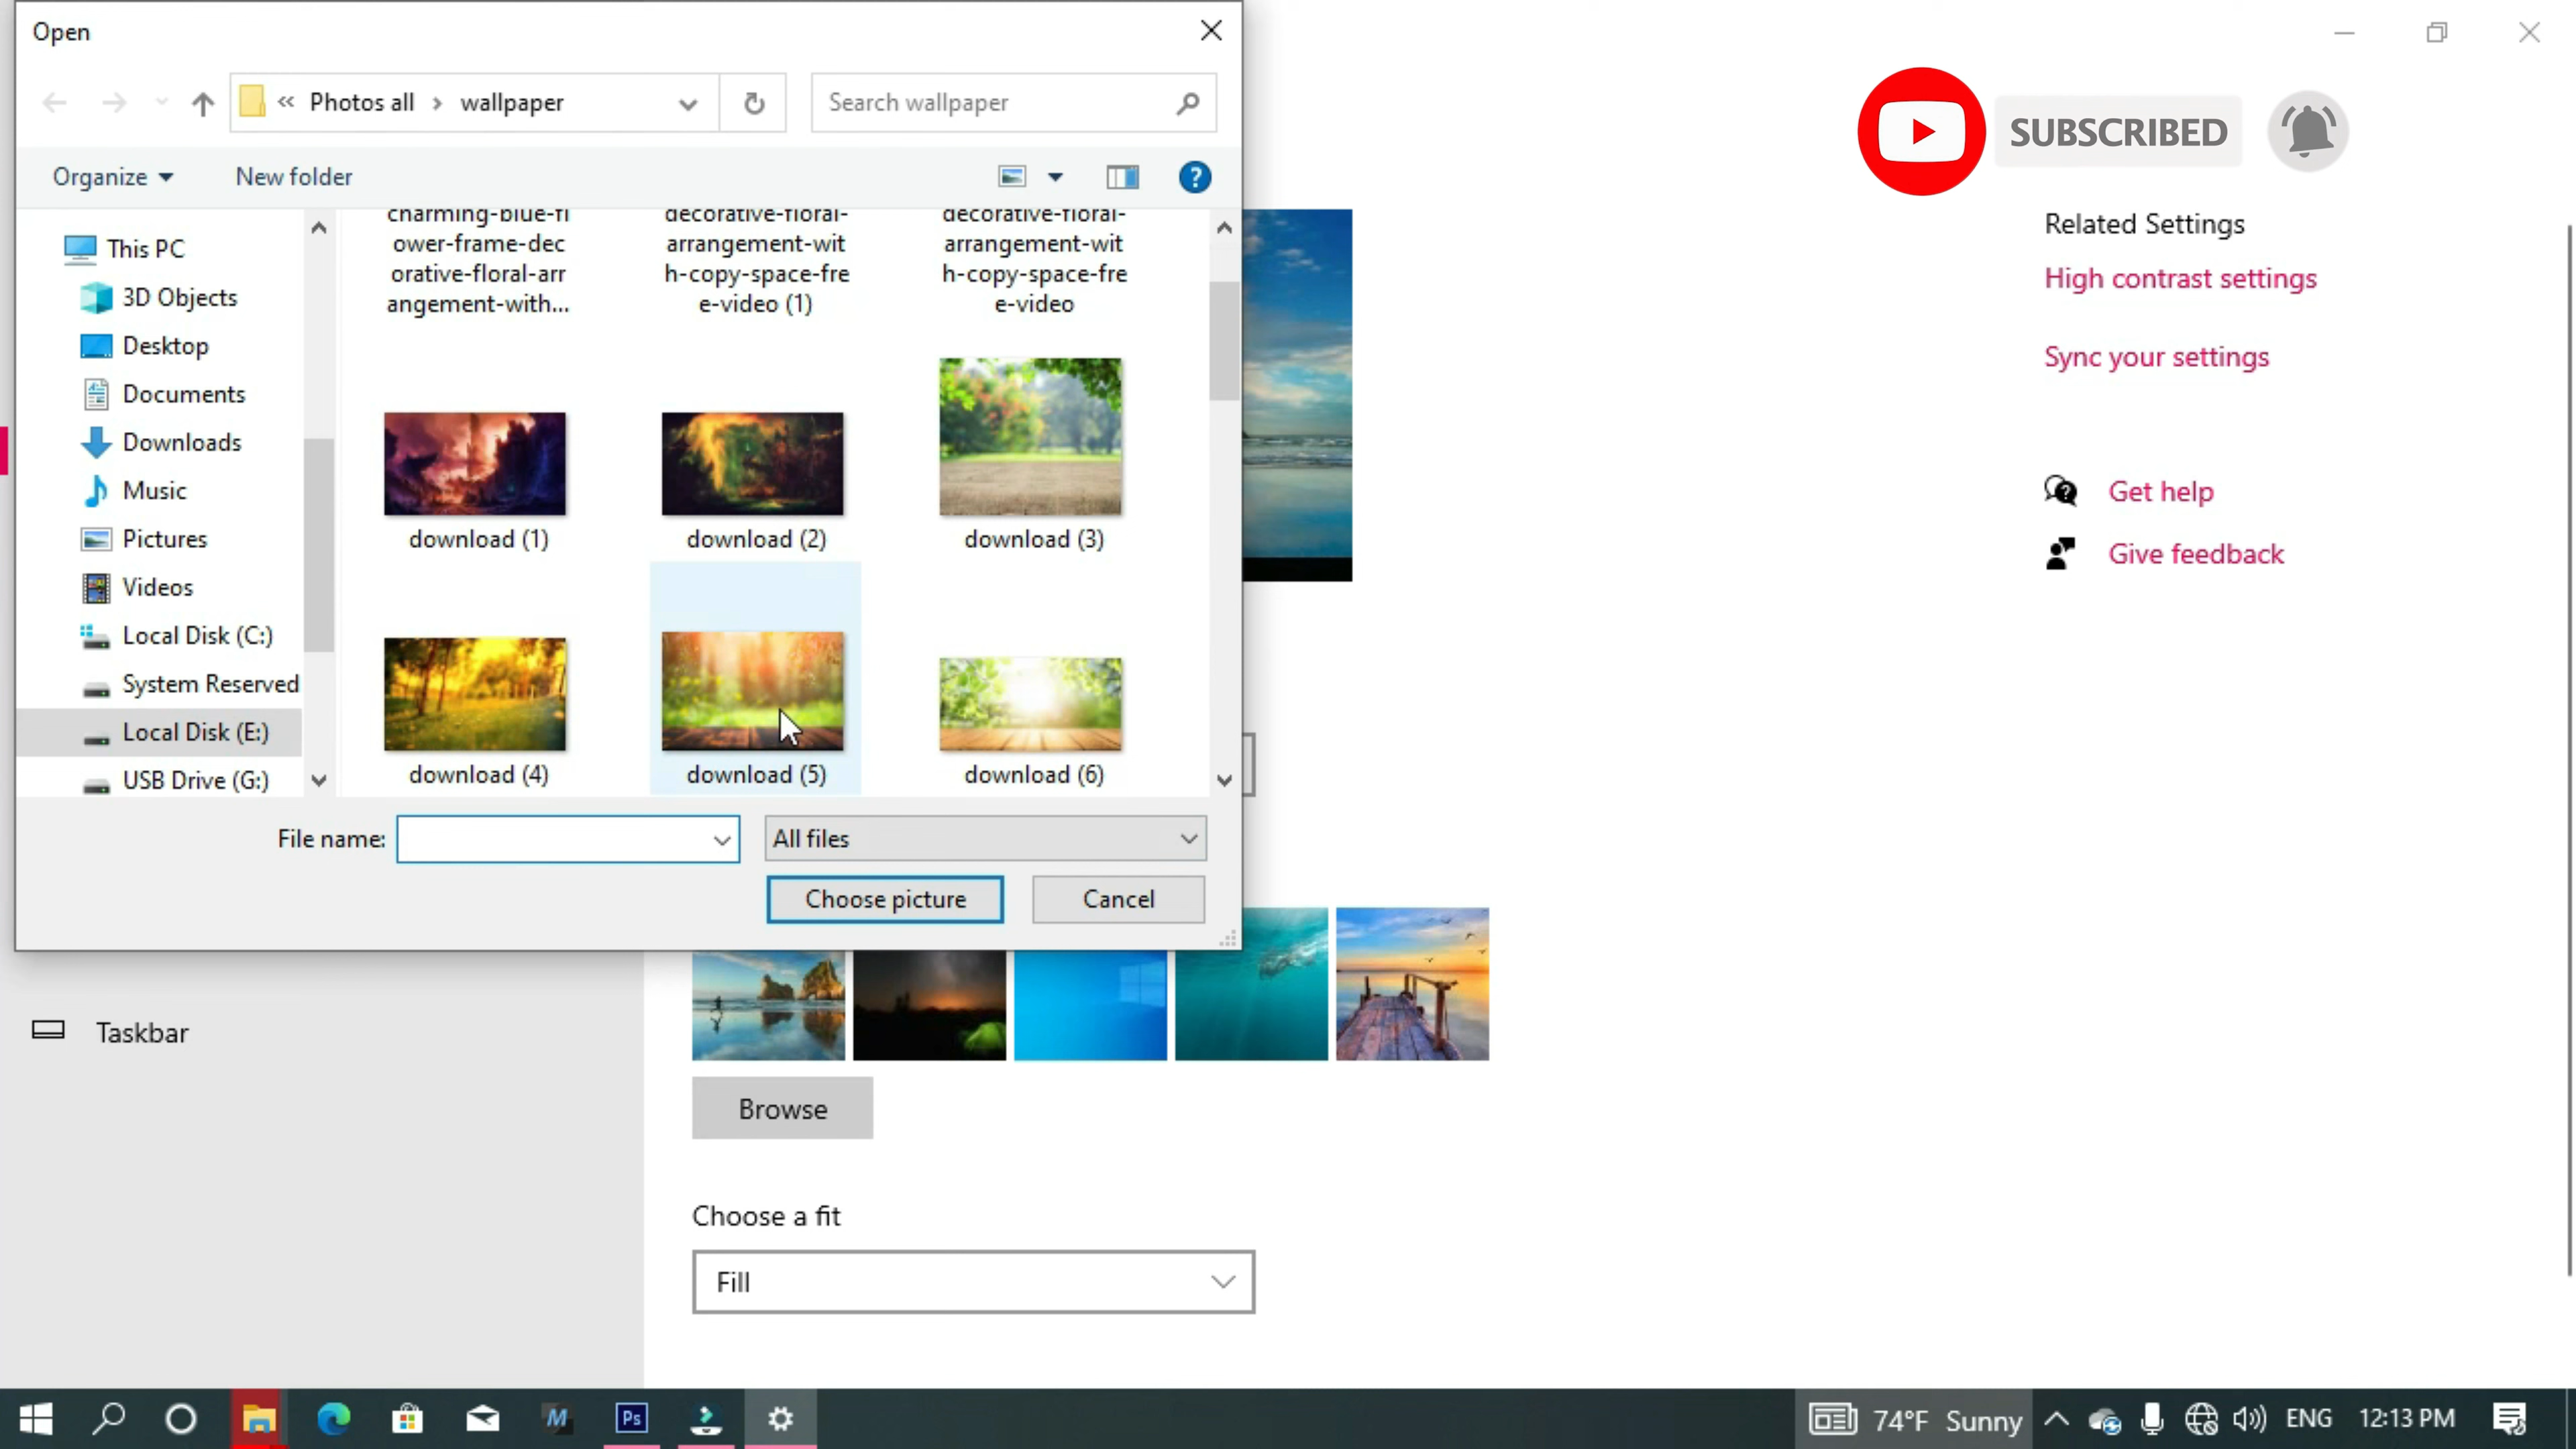 Open
« Photos all › wallpaper
Search wallpaper
Organize
New folder
?
This PC
3D Objects
Desktop
Documents
Downloads
Music
Pictures
Videos
Local Disk (C:)
System Reserved
Local Disk (E:)
USB Drive (G:)
charming-blue-fl
ower-frame-dec
orative-floral-arr
angement-with...
decorative-floral-
arrangement-wit
h-copy-space-fre
e-video (1)
decorative-floral-
arrangement-wit
h-copy-space-fre
e-video
download (1)
download (2)
download (3)
download (4)
download (5)
download (6)
File name:
All files
Choose picture
Cancel
SUBSCRIBED
Related Settings
High contrast settings
Sync your settings
Get help
Give feedback
Taskbar
Browse
Choose a fit
Fill
M
Ps
74°F Sunny
ENG
12:13 PM